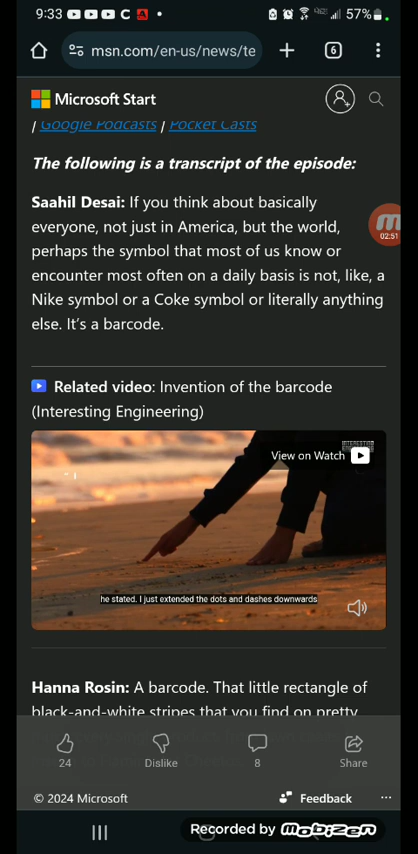 9:33
57%
msn.com/en-us/news/te
6
Microsoft Start
/ Google Podcasts / Pocket Casts
The following is a transcript of the episode:
Saahil Desai: If you think about basically
everyone, not just in America, but the world,
perhaps the symbol that most of us know or
encounter most often on a daily basis is not, like, a
Nike symbol or a Coke symbol or literally anything
else. It's a barcode.
02:51
Related video: Invention of the barcode
(Interesting Engineering)
INTERESTING
ENGINEERING
View on Watch
he stated. I just extended the dots and dashes downwards
Hanna Rosin: A barcode. That little rectangle of
black-and-white stripes that you find on pretty
24
Dislike
8
Share
© 2024 Microsoft
Feedback
Recorded by mobizen